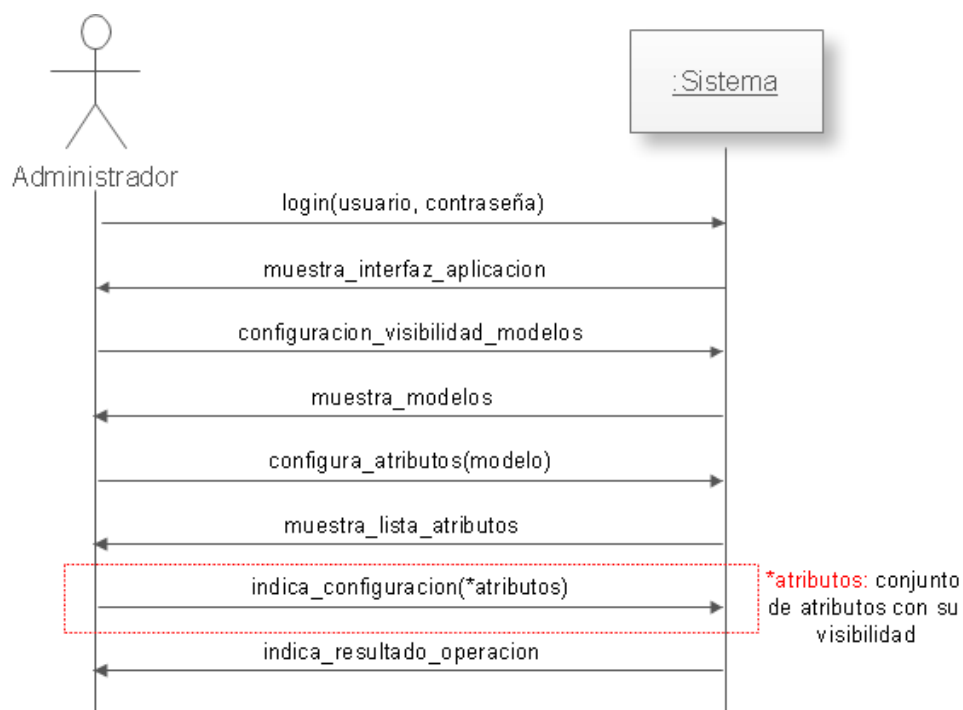 :Sistema
Administrador
login(usuario, contraseña)
muestra_interfaz_aplicacion
configuracion_visibilidad_modelos
muestra_modelos
configura_atributos(modelo)
muestra_lista_atributos
indica_configuracion(*atributos)
*atributos: conjunto
de atributos con su
visibilidad
indica_resultado_operacion